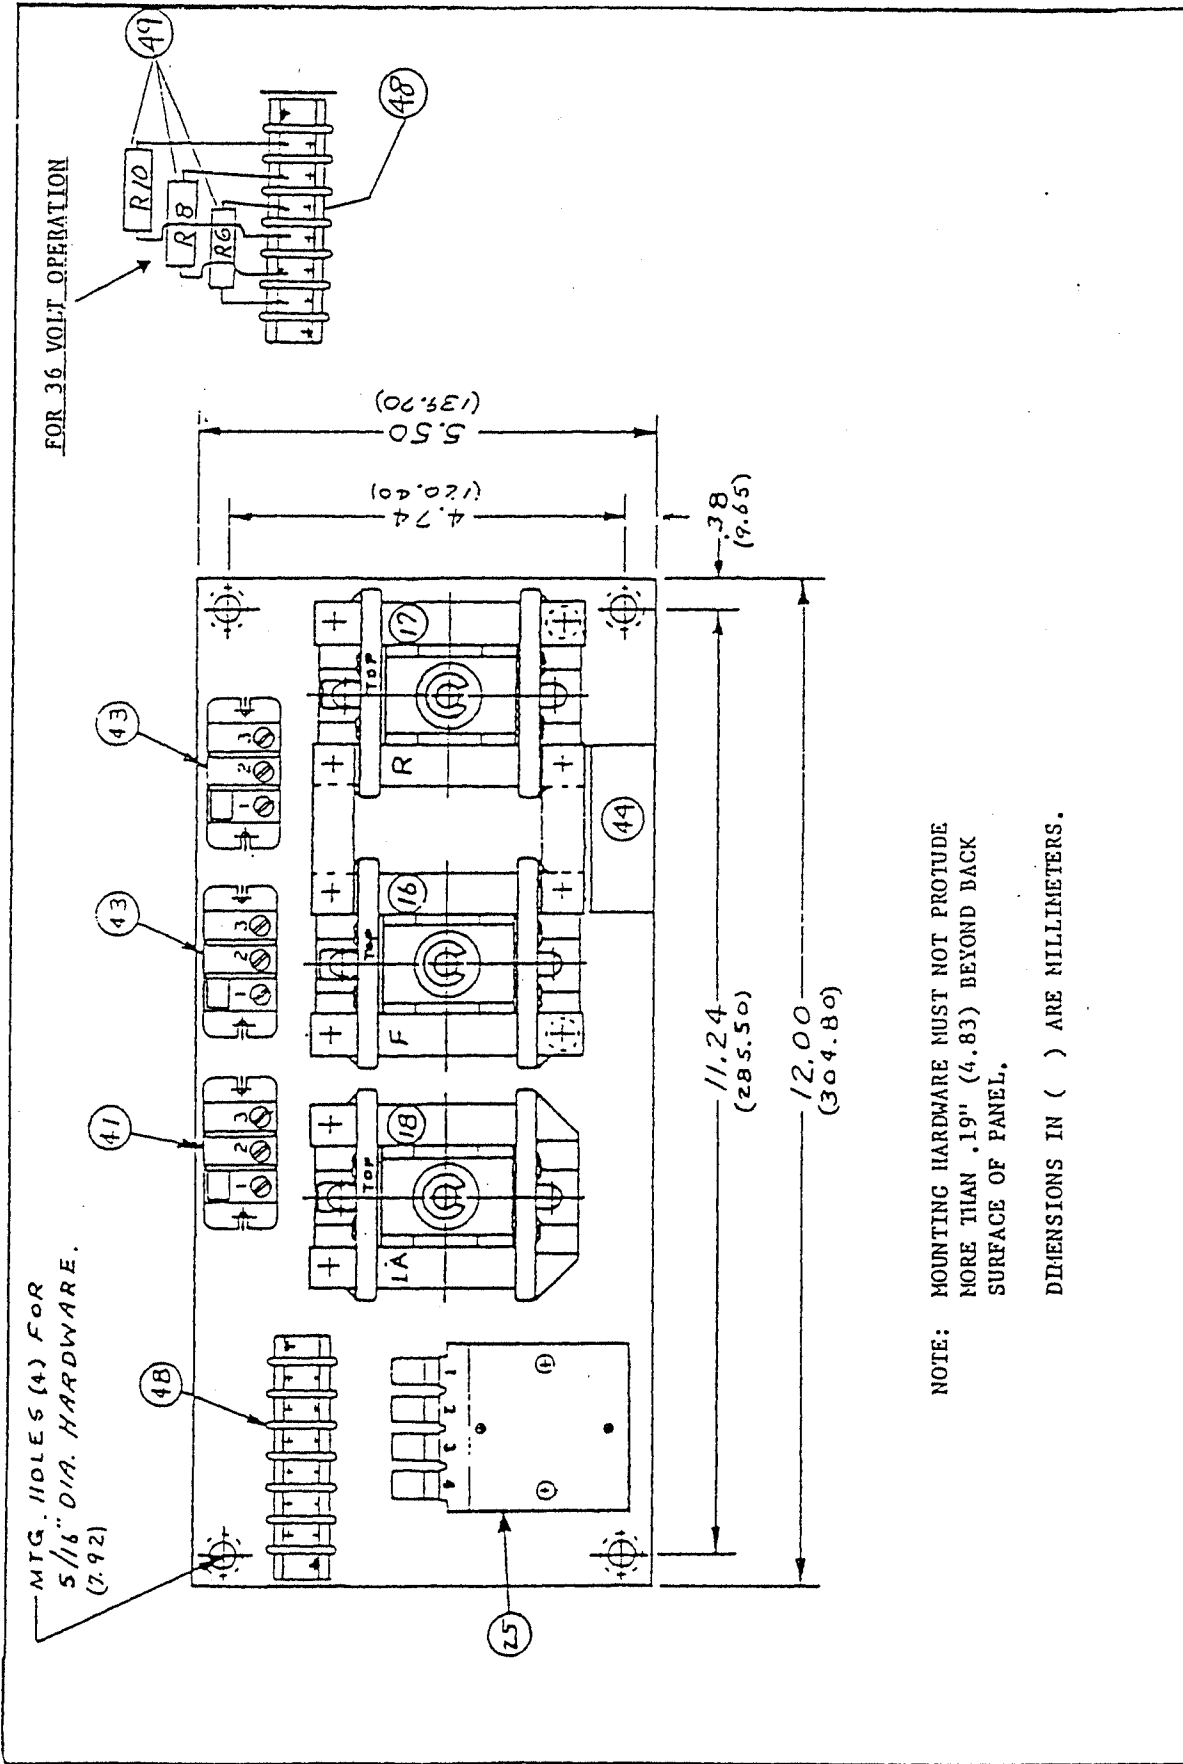 MTG. HOLES (4) FOR
5/16" DIA. HARDWARE.
(7.92)
FOR 36 VOLT OPERATION
49
R10
R8
R6
48
41
43
43
48
1 2 3
1 2 3
1 2 3
TOP
TOP
TOP
1A
18
F
16
R
17
44
25
4 3 2 1
5.50
(139.70)
4.74
(120.40)
.38
(9.65)
11.24
(285.50)
12.00
(304.80)
NOTE: MOUNTING HARDWARE MUST NOT PROTUDE
MORE THAN .19" (4.83) BEYOND BACK
SURFACE OF PANEL.
DIMENSIONS IN ( ) ARE MILLIMETERS.